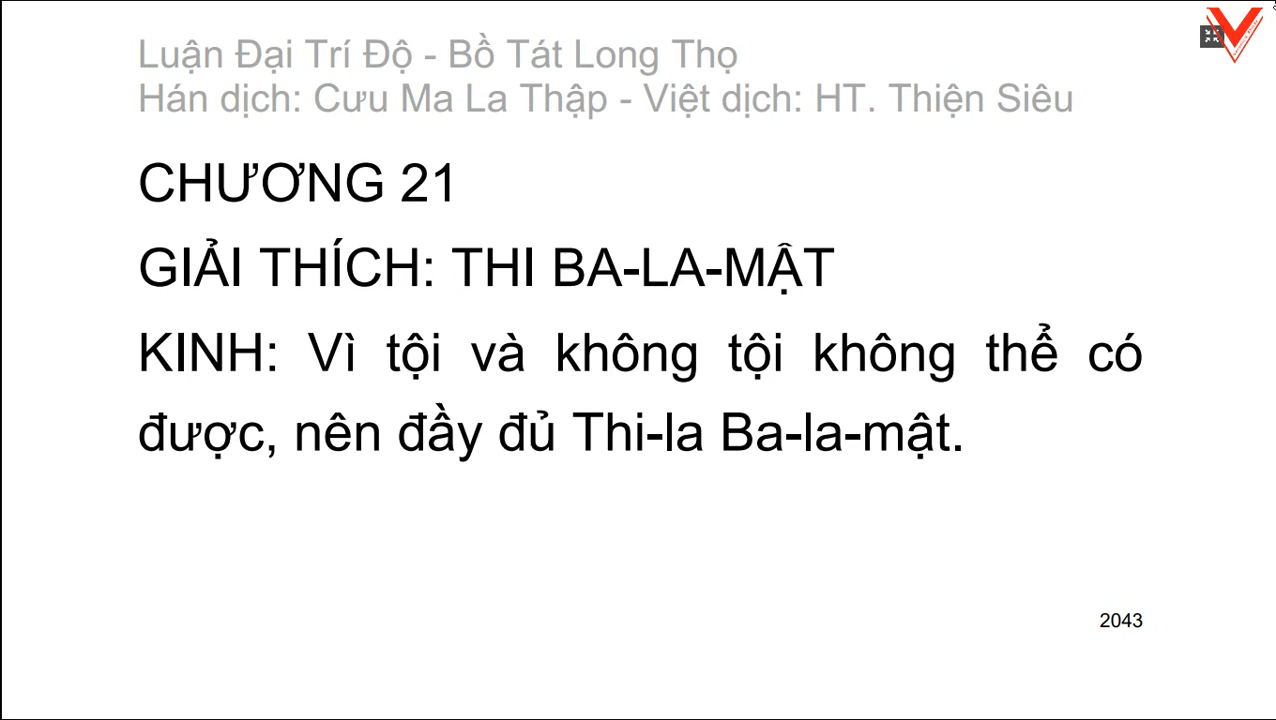 Luận Đại Trí Độ - Bồ Tát Long Thọ
Hán dịch: Cưu Ma La Thập - Việt dịch: HT. Thiện Siêu
CHƯƠNG 21
GIẢI THÍCH: THI BA-LA-MẬT
KINH: Vì tội và không tội không thể có
được, nên đầy đủ Thi-la Ba-la-mật.
2043